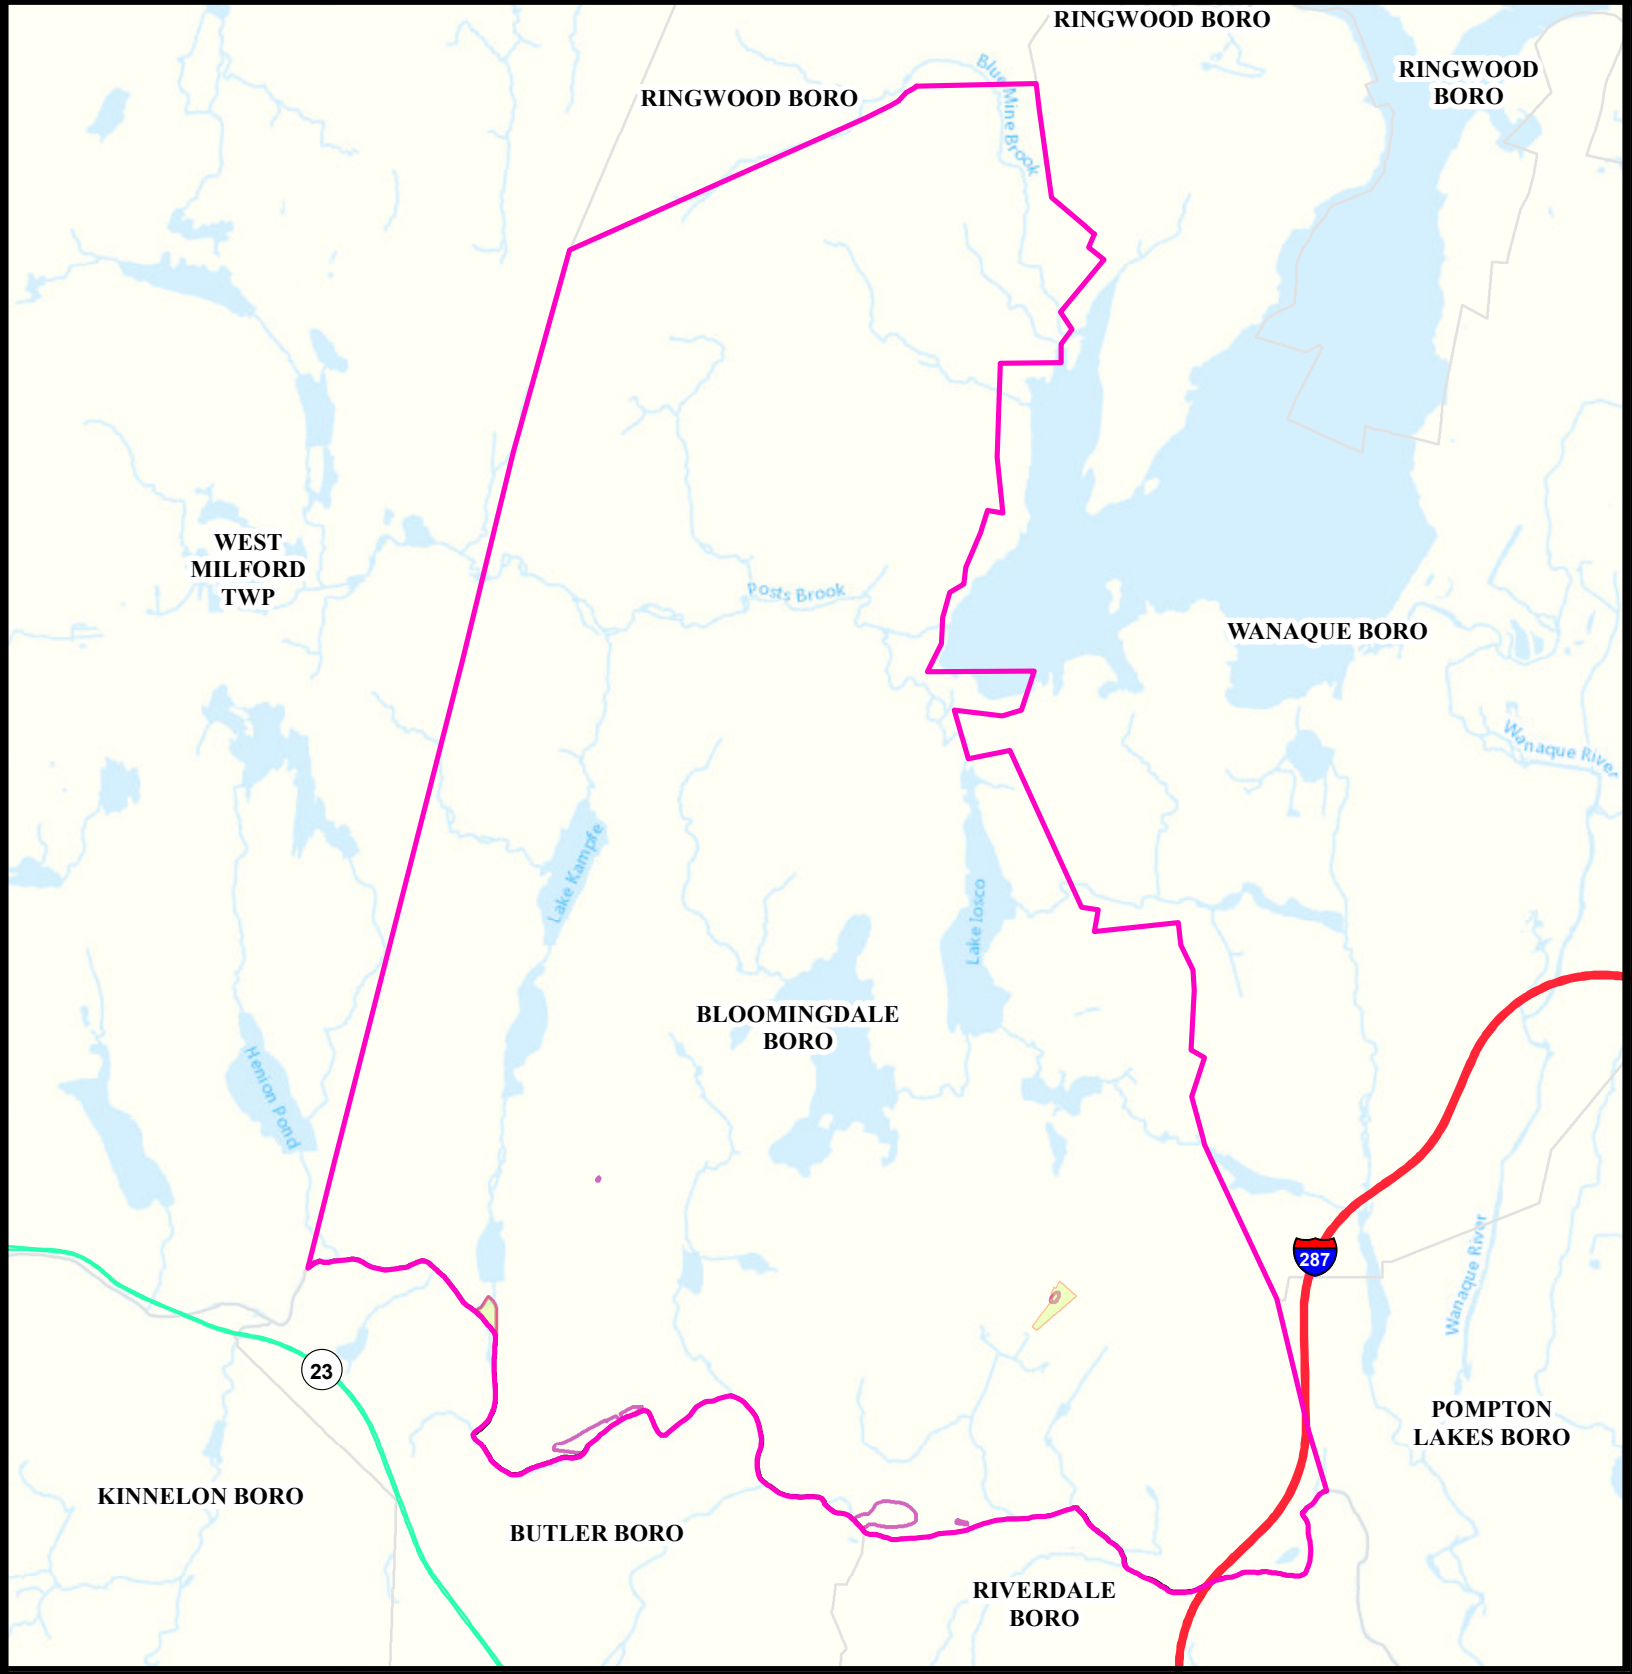 RINGWOOD BORO
RINGWOOD
BORO
RINGWOOD BORO
Blue Mine Brook
WEST
MILFORD
TWP
Posts Brook
WANAQUE BORO
Wanaque River
Lake Kampfe
Lake Iosco
BLOOMINGDALE
BORO
Henion Pond
287
Wanaque River
23
POMPTON
LAKES BORO
KINNELON BORO
BUTLER BORO
RIVERDALE
BORO